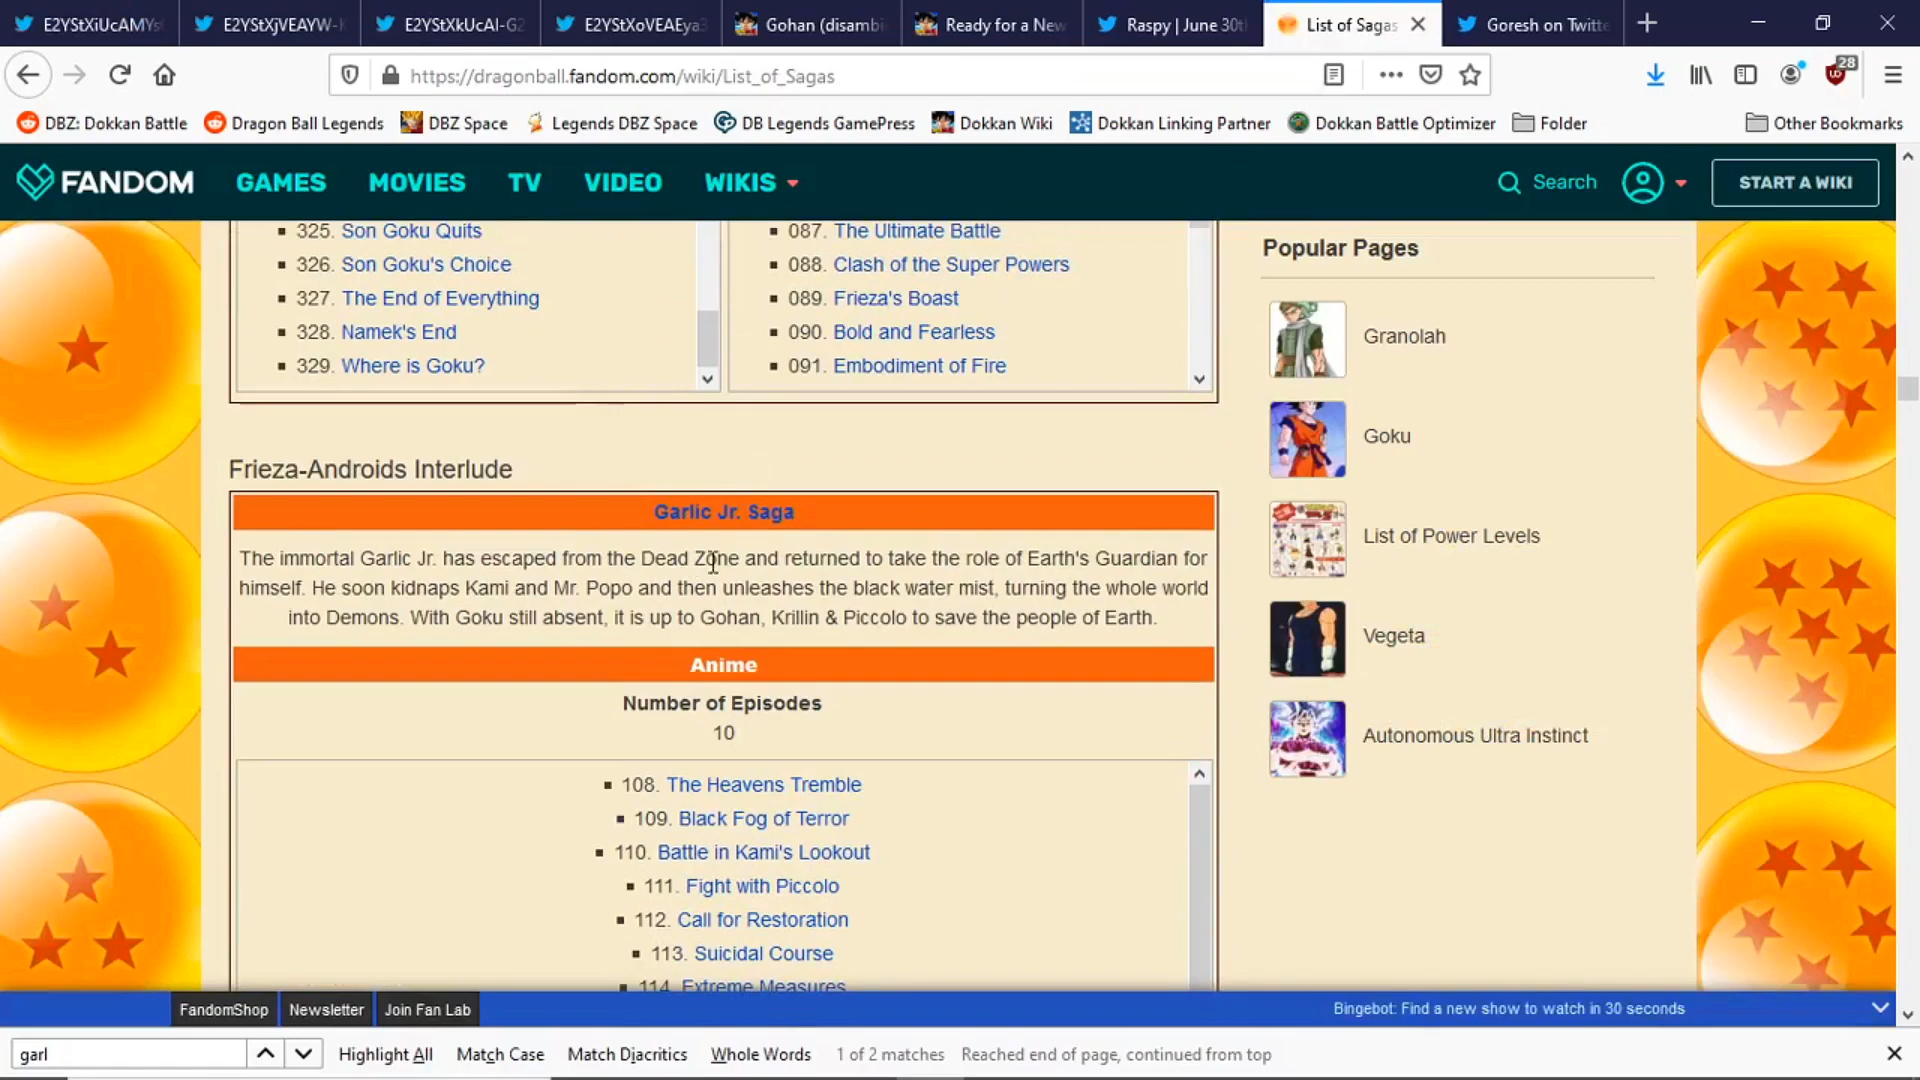 E2YStXiUcAMYs
E2YStXjVEAYW-
E2YStXkUcAI-G2
E2YStXoVEAEya
Gohan (disambi
Ready for a New
Raspy | June 30th
List of Sagas
Goresh on Twitte
https://dragonball.fandom.com/wiki/List_of_Sagas
28
DBZ: Dokkan Battle
Dragon Ball Legends
DBZ Space
Legends DBZ Space
DB Legends GamePress
Dokkan Wiki
Dokkan Linking Partner
Dokkan Battle Optimizer
Folder
Other Bookmarks
FANDOM
GAMES
MOVIES
TV
VIDEO
WIKIS
Search
START A WIKI
325. Son Goku Quits
326. Son Goku's Choice
327. The End of Everything
328. Namek's End
329. Where is Goku?
087. The Ultimate Battle
088. Clash of the Super Powers
089. Frieza's Boast
090. Bold and Fearless
091. Embodiment of Fire
Popular Pages
Granolah
Goku
List of Power Levels
Vegeta
Autonomous Ultra Instinct
Frieza-Androids Interlude
Garlic Jr. Saga
The immortal Garlic Jr. has escaped from the Dead Zone and returned to take the role of Earth's Guardian for
himself. He soon kidnaps Kami and Mr. Popo and then unleashes the black water mist, turning the whole world
into Demons. With Goku still absent, it is up to Gohan, Krillin & Piccolo to save the people of Earth.
Anime
Number of Episodes
10
108. The Heavens Tremble
109. Black Fog of Terror
110. Battle in Kami's Lookout
111. Fight with Piccolo
112. Call for Restoration
113. Suicidal Course
114. Extreme Measures
FandomShop
Newsletter
Join Fan Lab
Bingebot: Find a new show to watch in 30 seconds
garl
Highlight All
Match Case
Match Diacritics
Whole Words
1 of 2 matches
Reached end of page, continued from top